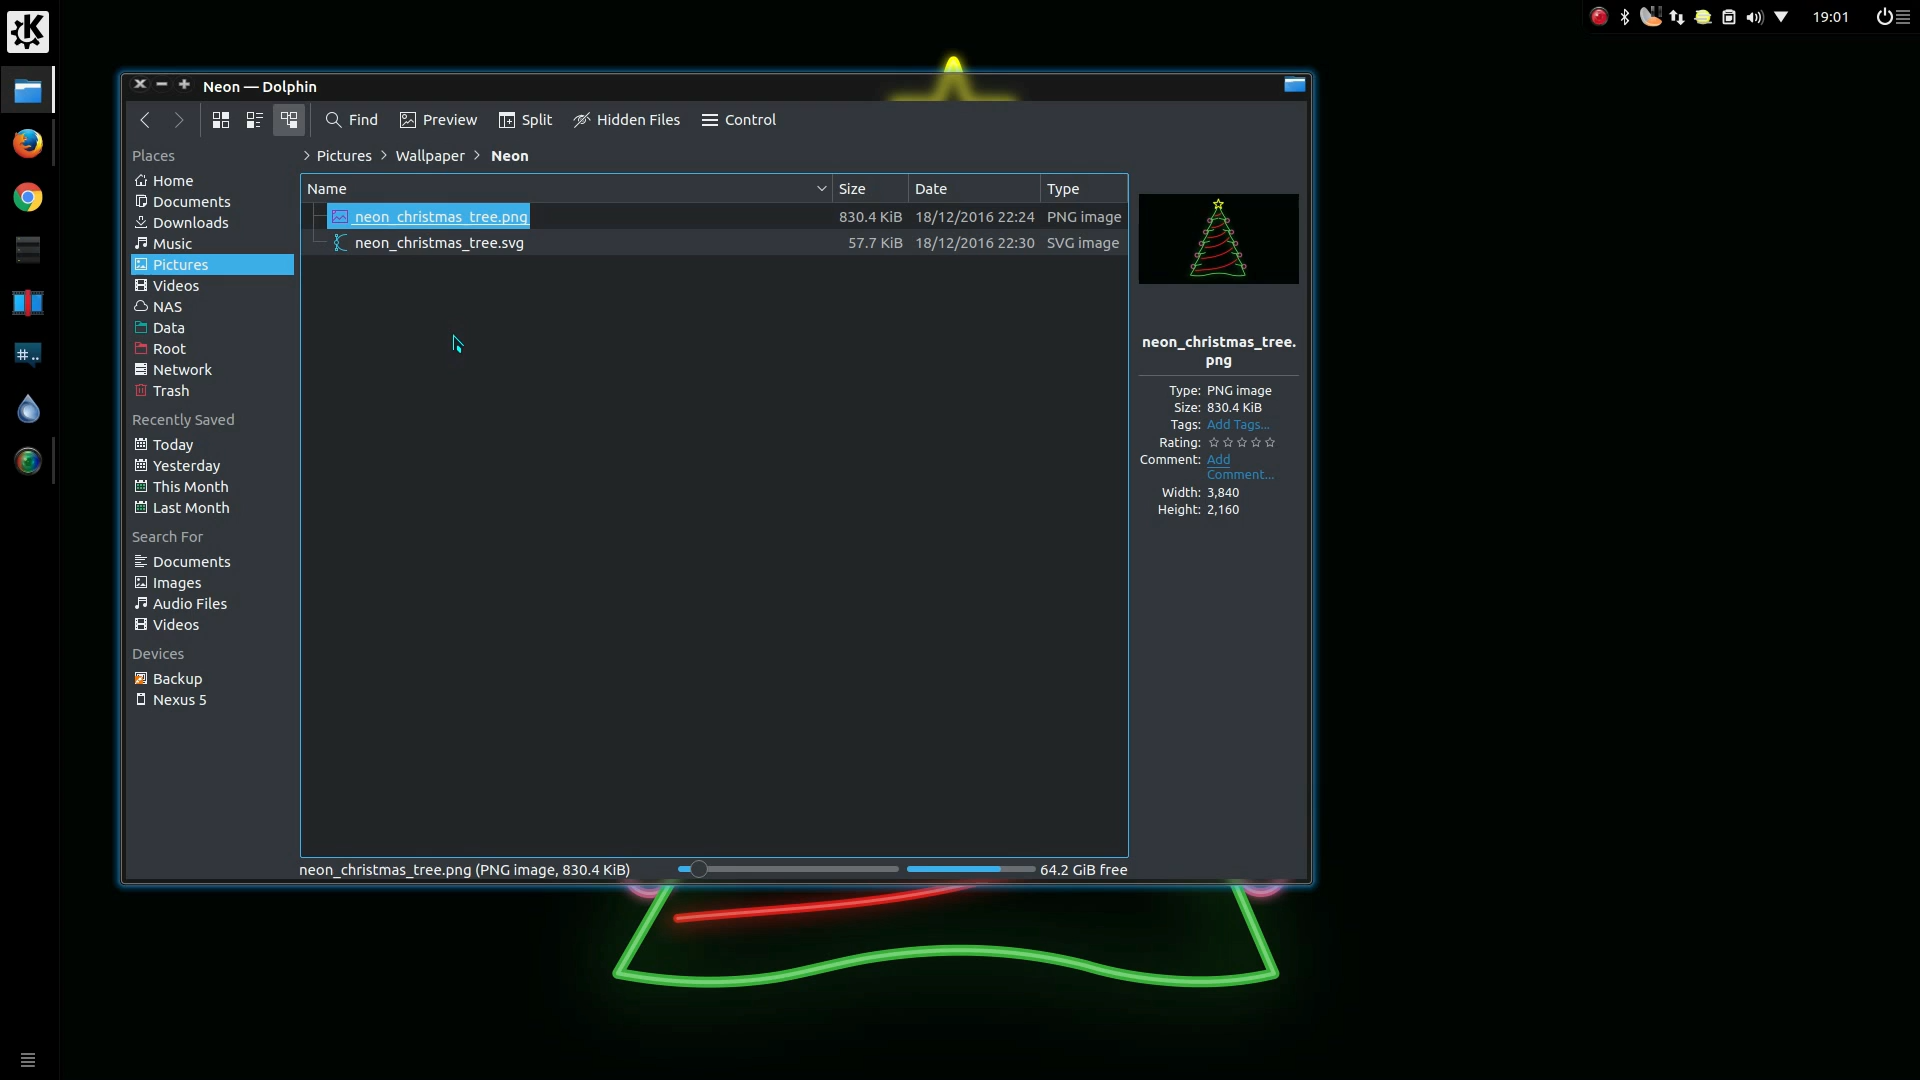 19:01
Neon — Dolphin
Find Preview Split Hidden Files Control
Places
Home
Documents
Downloads
Music
Pictures
Videos
NAS
Data
Root
Network
Trash
Recently Saved
Today
Yesterday
This Month
Last Month
Search For
Documents
Images
Audio Files
Videos
Devices
Backup
Nexus 5
> Pictures > Wallpaper > Neon
Name Size Date Type
neon_christmas_tree.png 830.4 KiB 18/12/2016 22:24 PNG image
neon_christmas_tree.svg 57.7 KiB 18/12/2016 22:30 SVG image
neon_christmas_tree.
png
Type: PNG image
Size: 830.4 KiB
Tags: Add Tags...
Rating:
Comment: Add
Comment...
Width: 3,840
Height: 2,160
neon_christmas_tree.png (PNG image, 830.4 KiB) 64.2 GiB free
K
#..